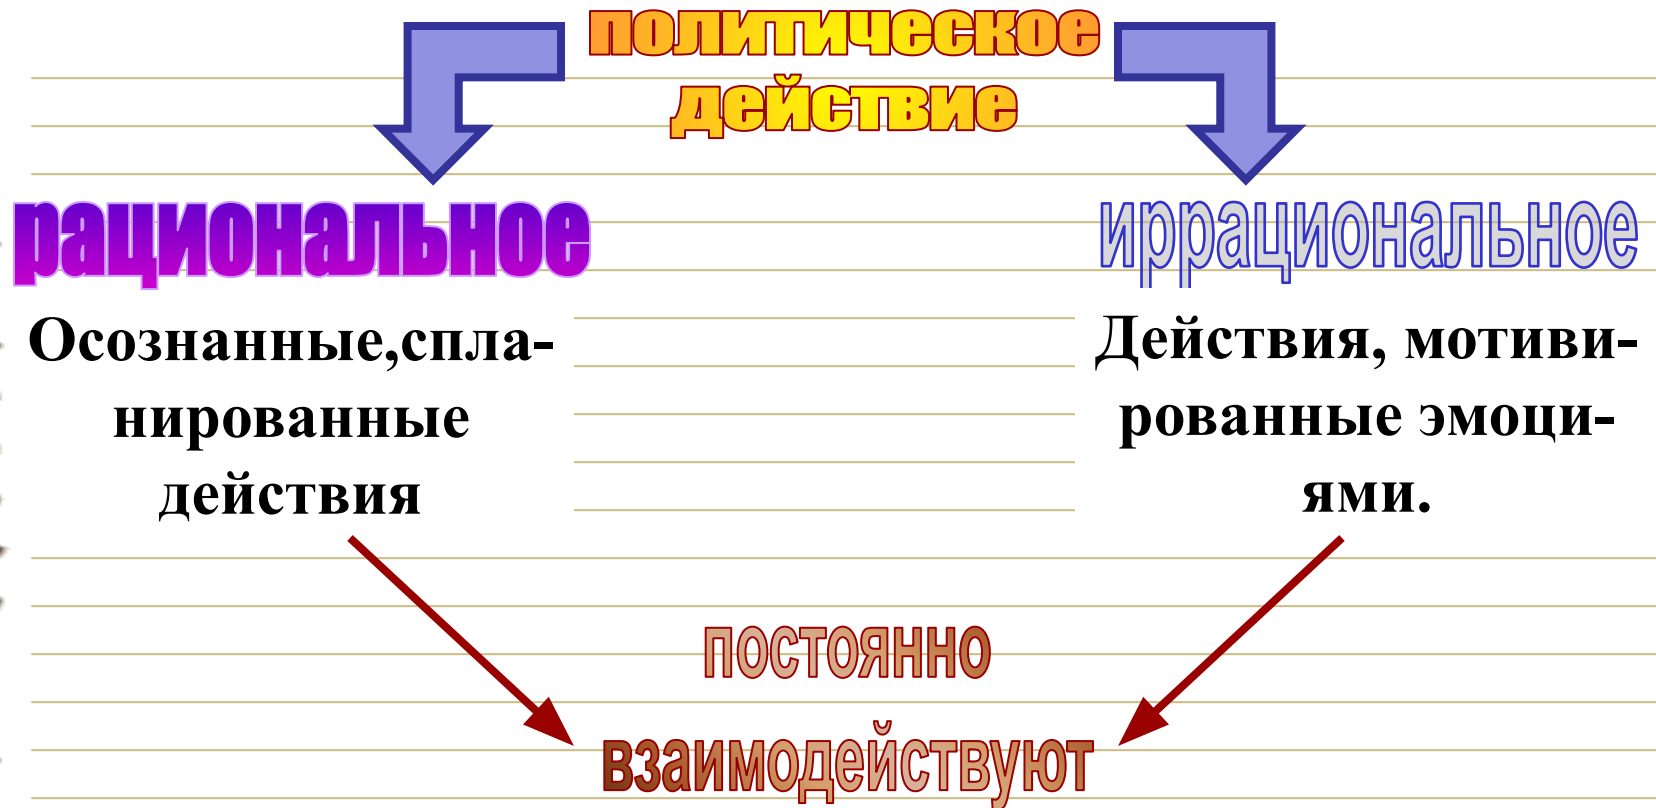 политическое
действие
рациональное
иррациональное
Осознанные,спла-
нированные
действия
Действия, мотиви-
рованные эмоци-
ями.
постоянно
взаимодействуют